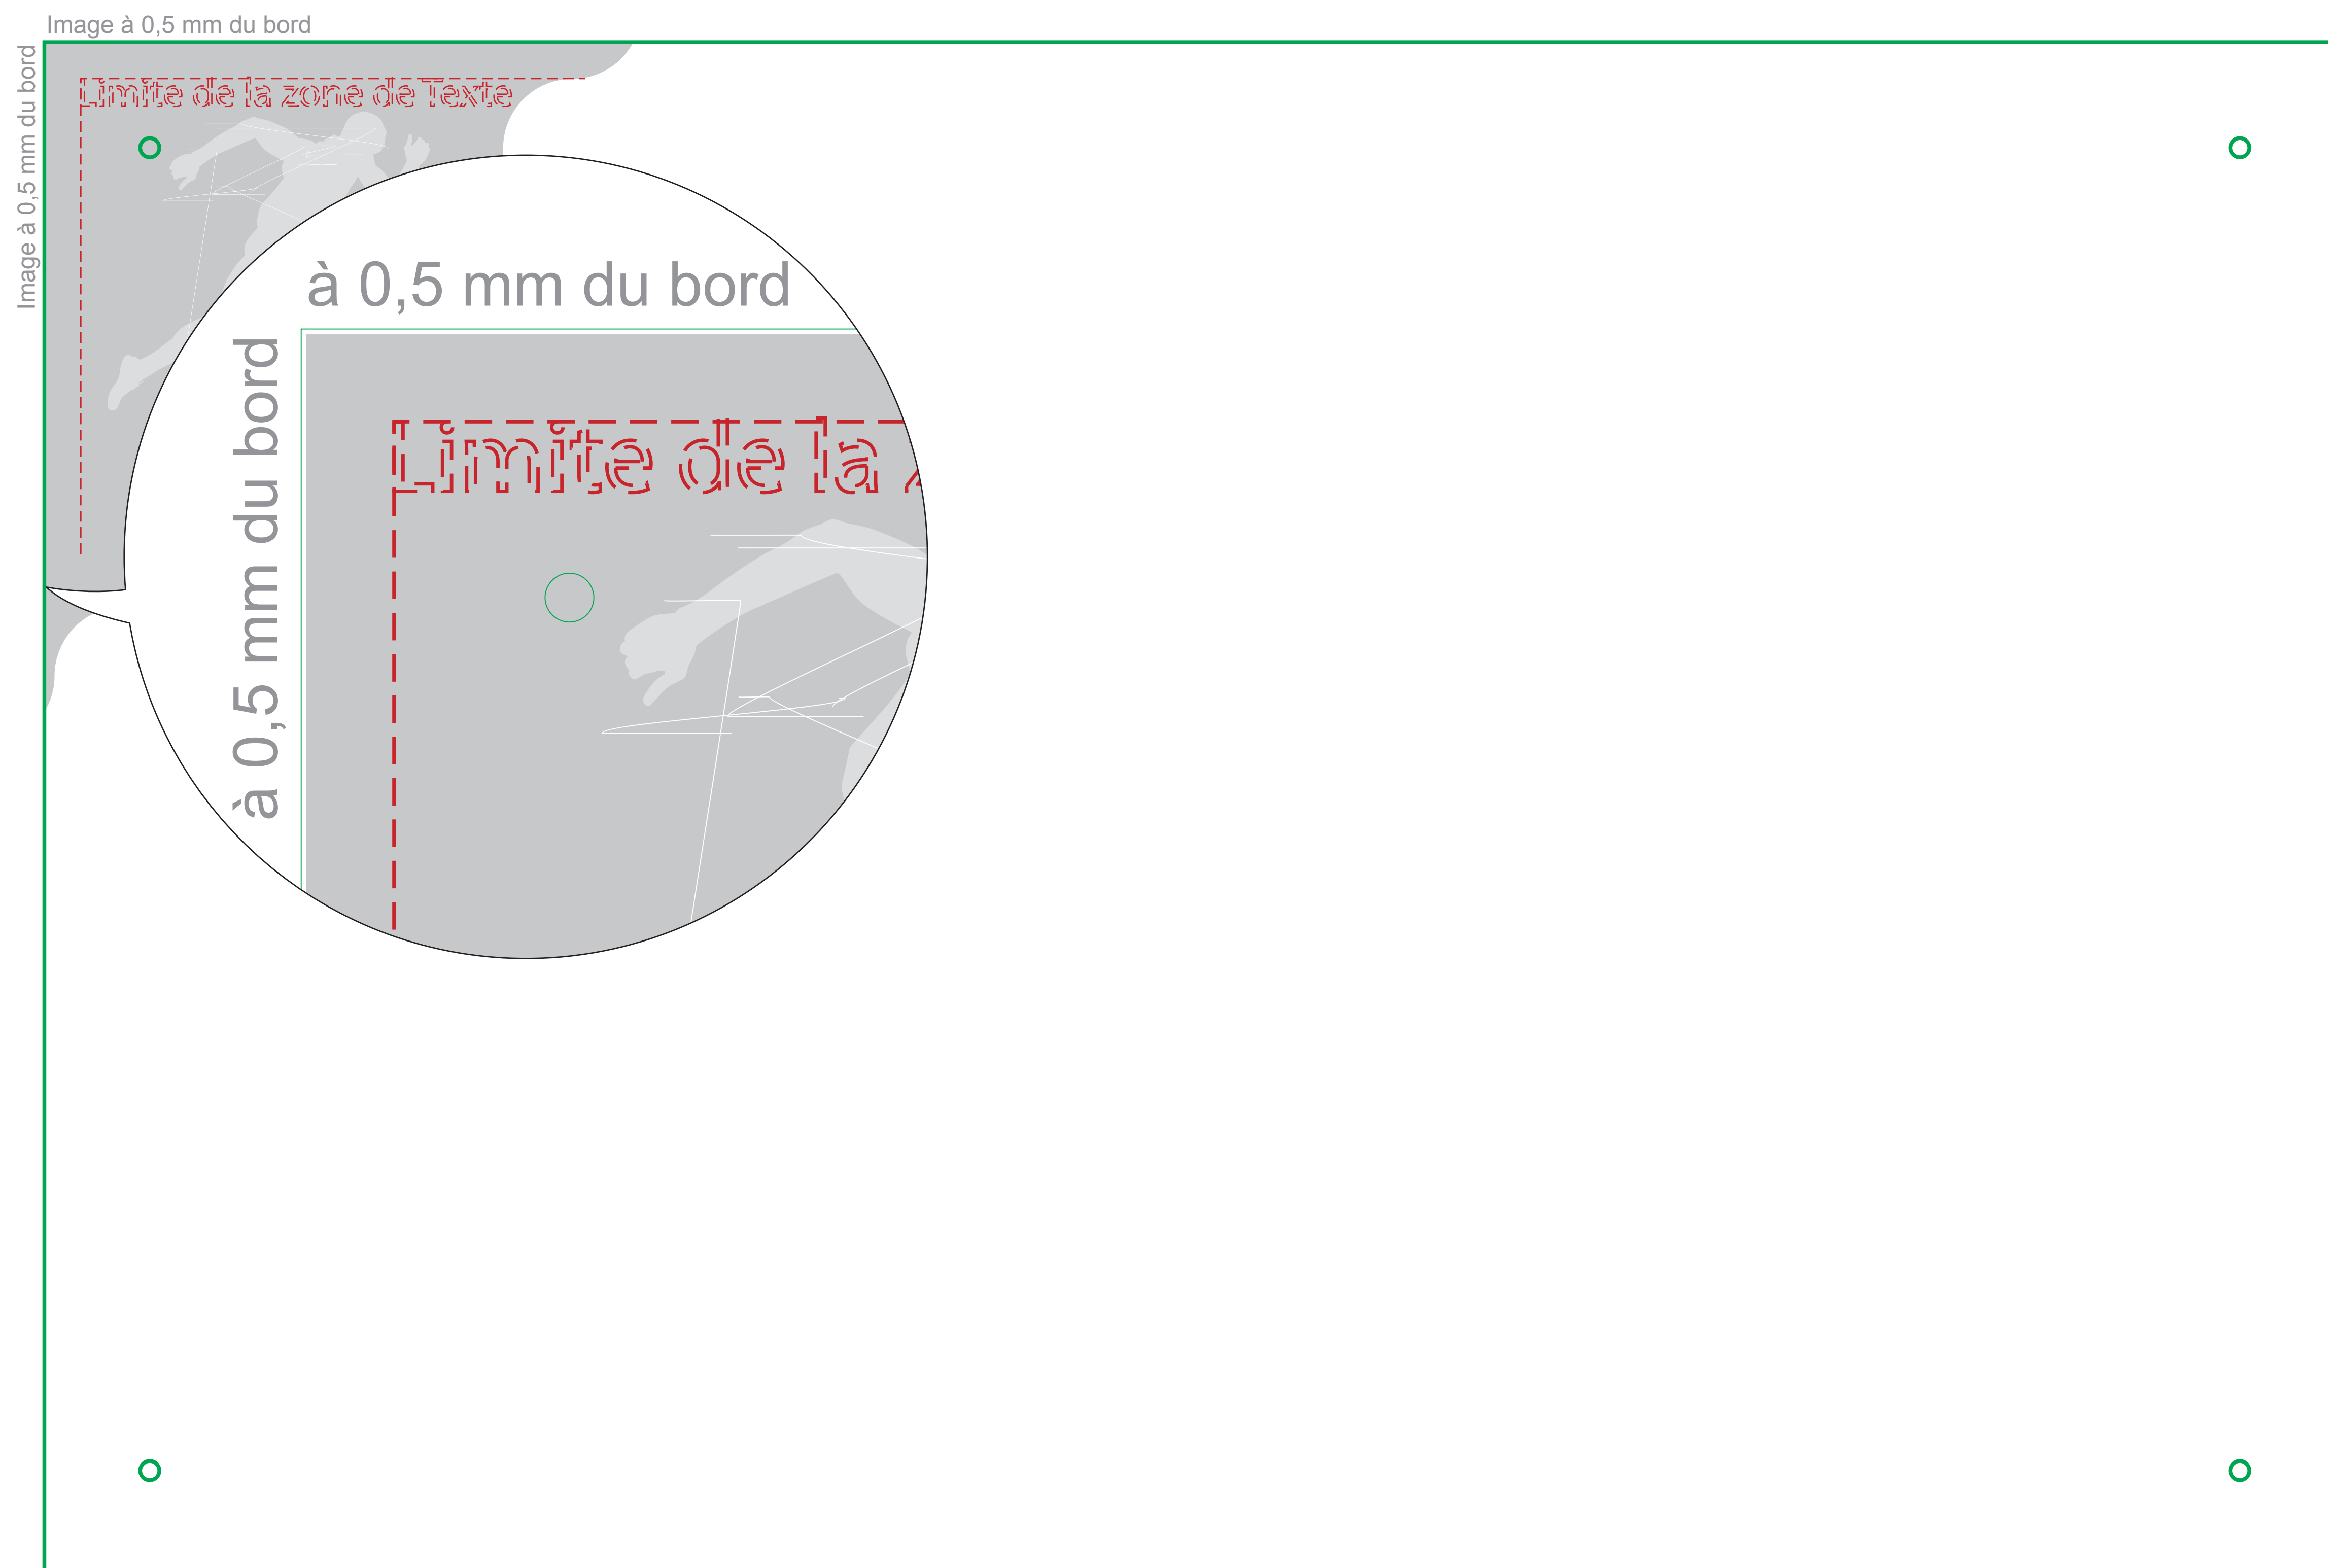 Image à 0,5 mm du bord
Image à 0,5 mm du bord
Limite de la zone de Texte
à 0,5 mm du bord
à 0,5 mm du bord
Limite de la